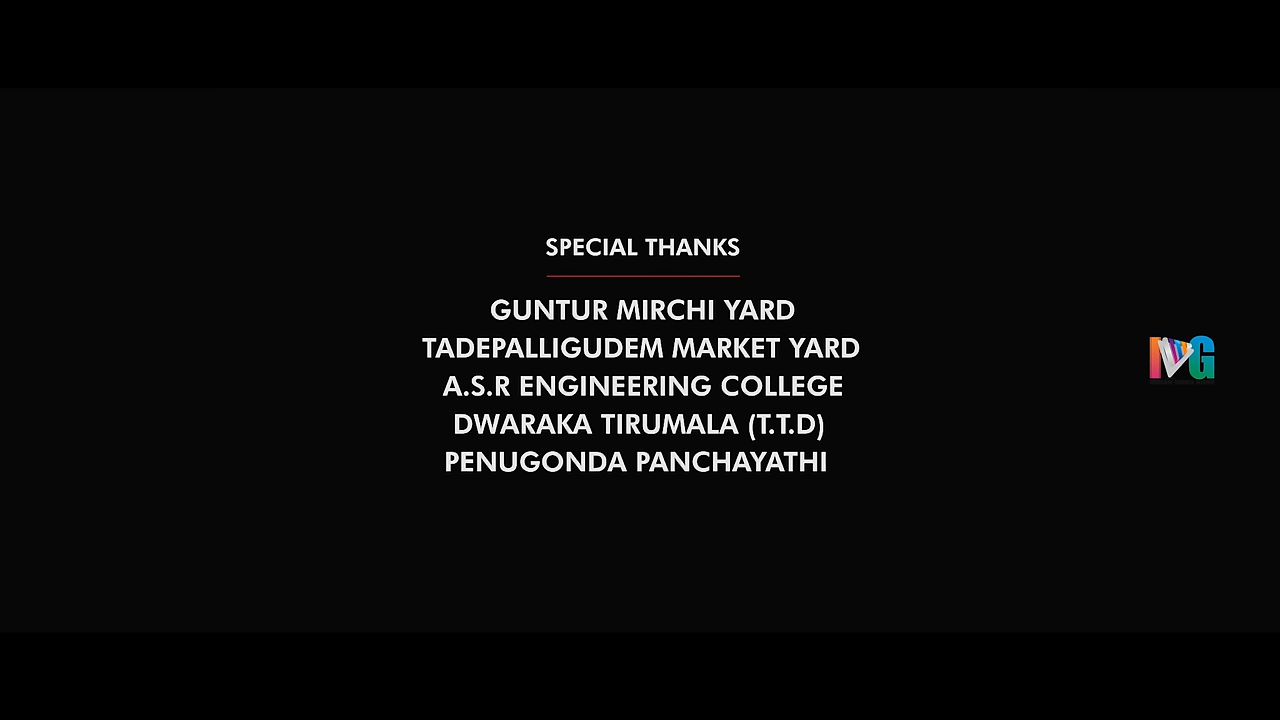 SPECIAL THANKS
GUNTUR MIRCHI YARD
TADEPALLIGUDEM MARKET YARD
A.S.R ENGINEERING COLLEGE
DWARAKA TIRUMALA (T.T.D)
PENUGONDA PANCHAYATHI